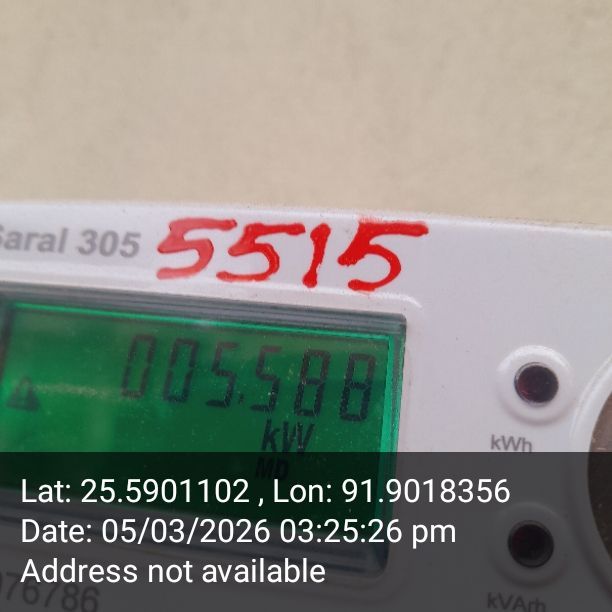 Saral 305
5515
005.588
kW
MD
kWh
Lat: 25.5901102 , Lon: 91.9018356
Date: 05/03/2026 03:25:26 pm
Address not available
76786
kVArh